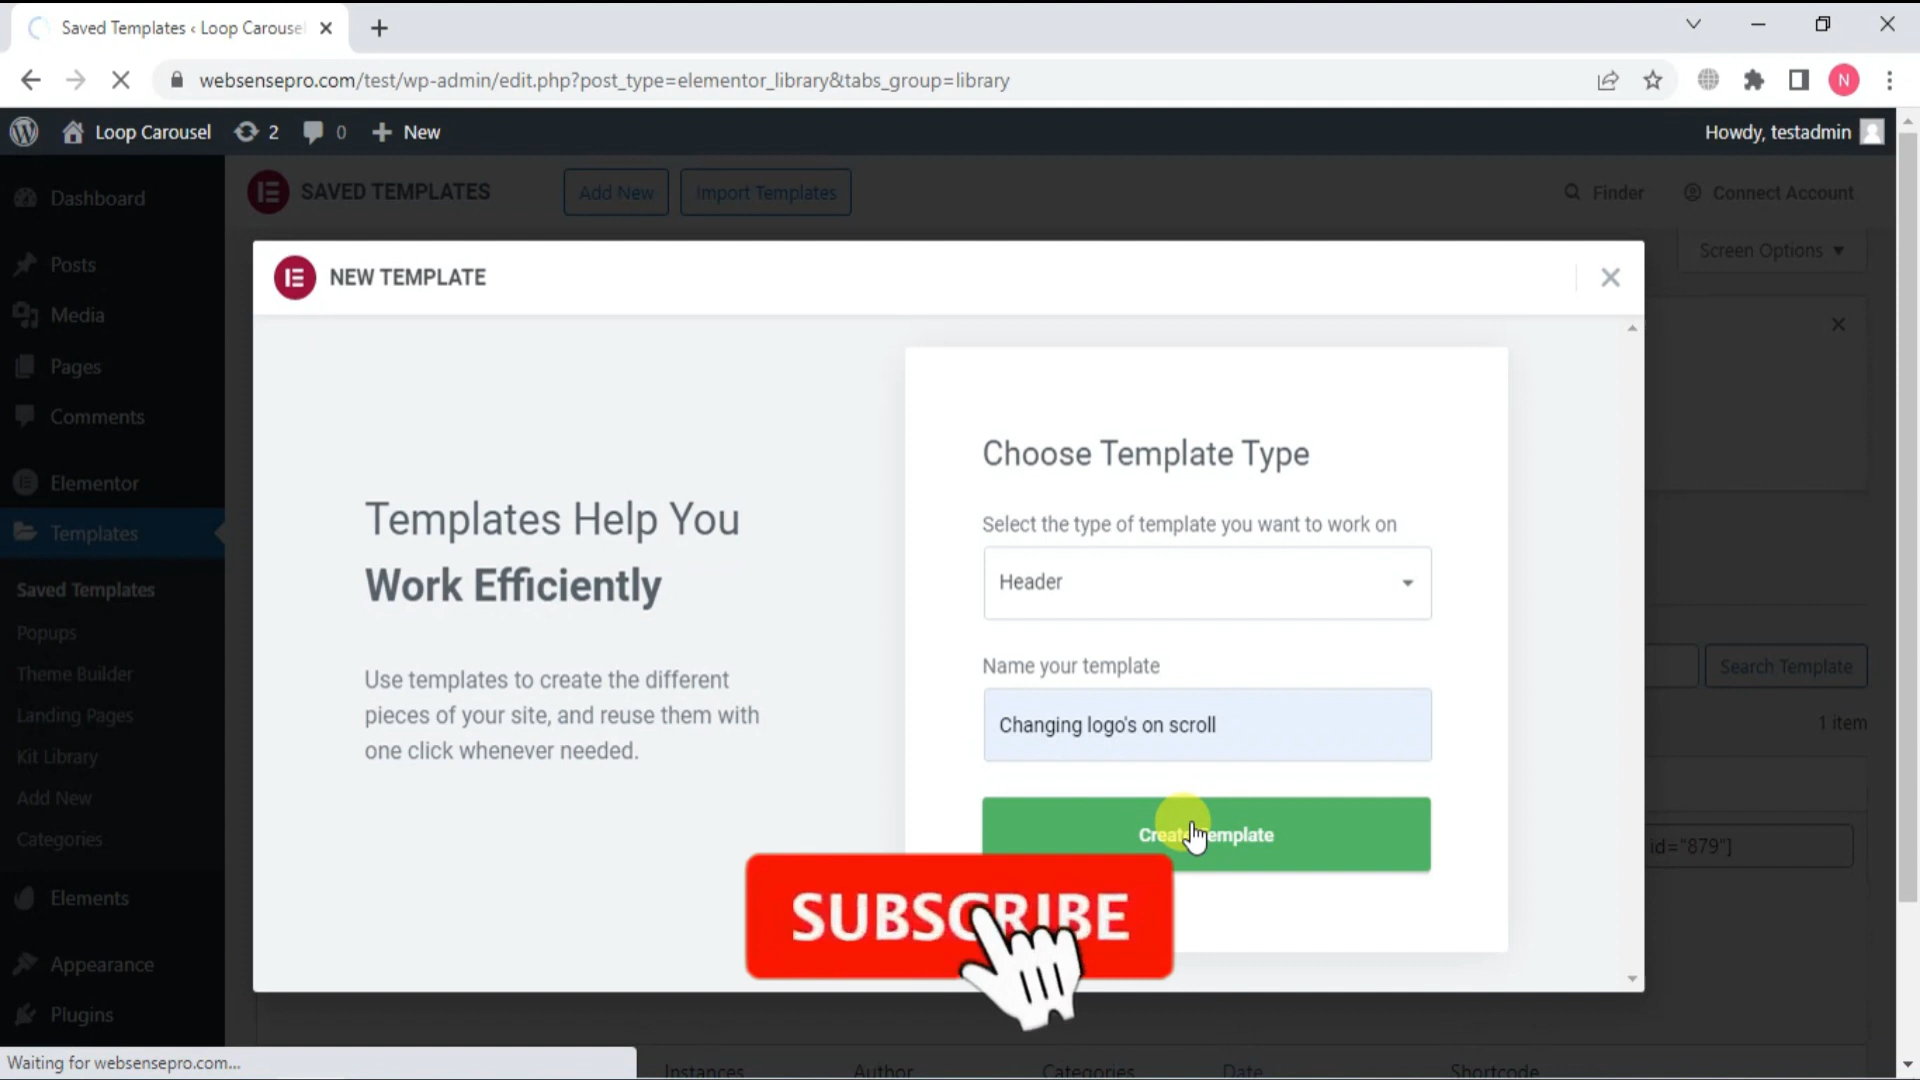 Saved Templates ‹ Loop Carousel
websensepro.com/test/wp-admin/edit.php?post_type=elementor_library&tabs_group=library
N
Loop Carousel
2
0
New
Howdy, testadmin
Dashboard
Posts
Media
Pages
Comments
Elementor
Templates
Saved Templates
Popups
Theme Builder
Landing Pages
Kit Library
Add New
Categories
Elements
Appearance
Plugins
SAVED TEMPLATES
Add New
Import Templates
Finder
Connect Account
Screen Options
NEW TEMPLATE
Templates Help You
Work Efficiently
Use templates to create the different
pieces of your site, and reuse them with
one click whenever needed.
Choose Template Type
Select the type of template you want to work on
Header
Name your template
Changing logo's on scroll
Create Template
SUBSCRIBE
Search Template
1 item
id="879"]
Instances
Author
Categories
Date
Shortcode
Waiting for websensepro.com...